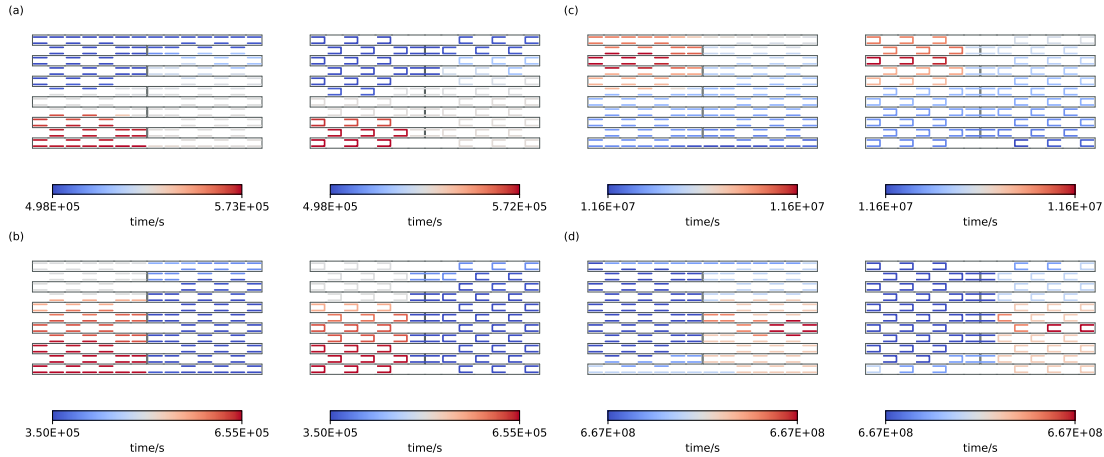 (a)
(c)
4.98E+05 5.73E+05
time/s
4.98E+05 5.72E+05
time/s
1.16E+07 1.16E+07
time/s
1.16E+07 1.16E+07
time/s
(b)
(d)
3.50E+05 6.55E+05
time/s
3.50E+05 6.55E+05
time/s
6.67E+08 6.67E+08
time/s
6.67E+08 6.67E+08
time/s